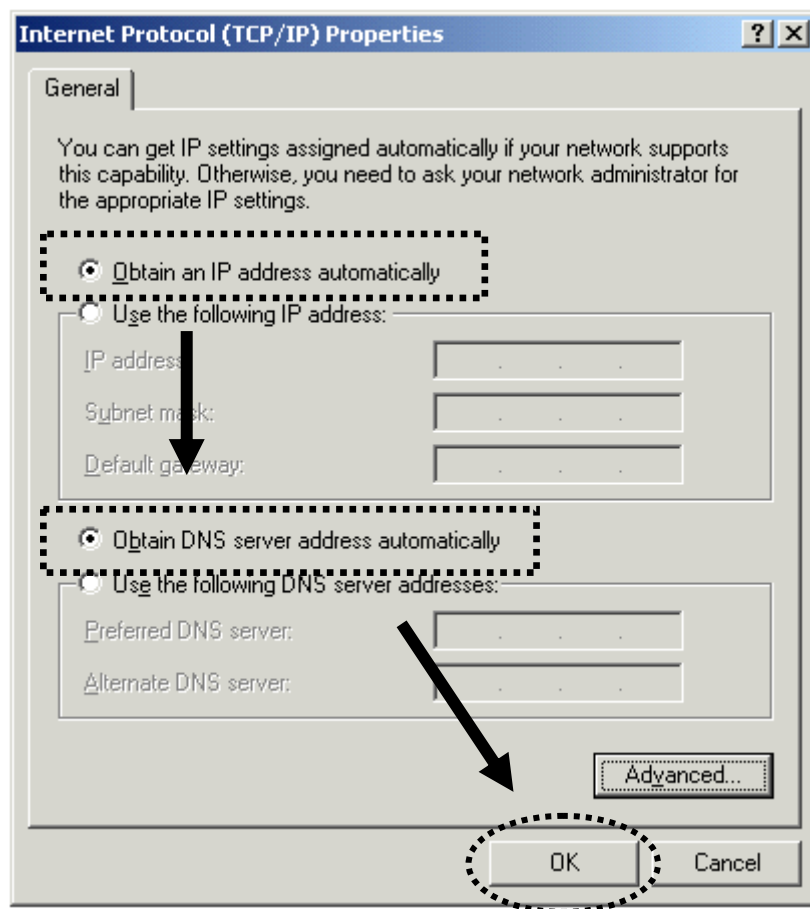 Internet Protocol (TCP/IP) Properties
General
You can get IP settings assigned automatically if your network supports
this capability. Otherwise, you need to ask your network administrator for
the appropriate IP settings.
Obtain an IP address automatically
Use the following IP address:
IP address
Subnet mask:
Default gateway:
Obtain DNS server address automatically
Use the following DNS server addresses:
Preferred DNS server:
Alternate DNS server:
Advanced...
OK
Cancel